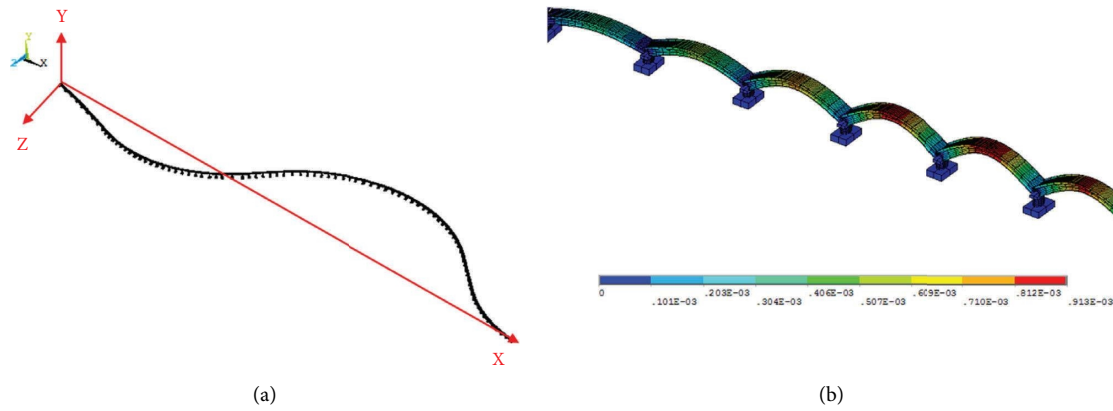 Y
Y
Z
X
Z
X
0
.101E-03
.203E-03
.304E-03
.406E-03
.507E-03
.609E-03
.710E-03
.812E-03
.913E-03
(a)
(b)